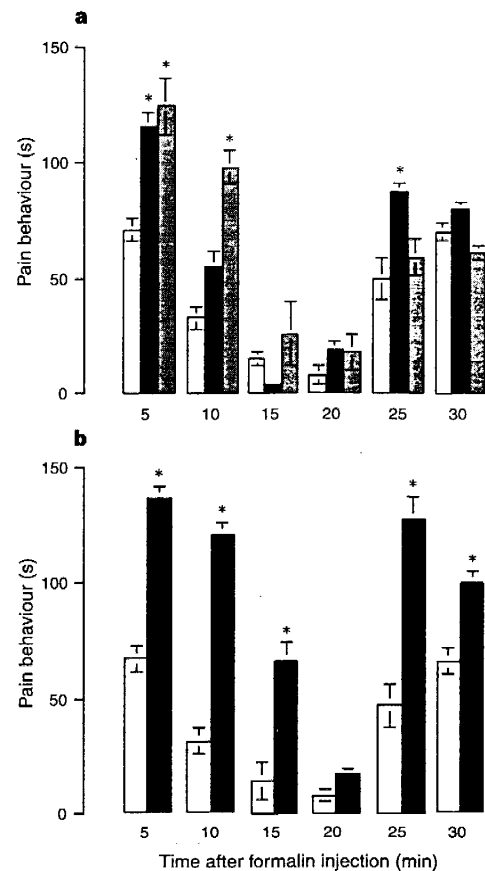 a
150
100
50
0
Pain behaviour (s)
* * * *
5 10 15 20 25 30
b
150
100
50
0
Pain behaviour (s)
* * * * *
5 10 15 20 25 30
Time after formalin injection (min)